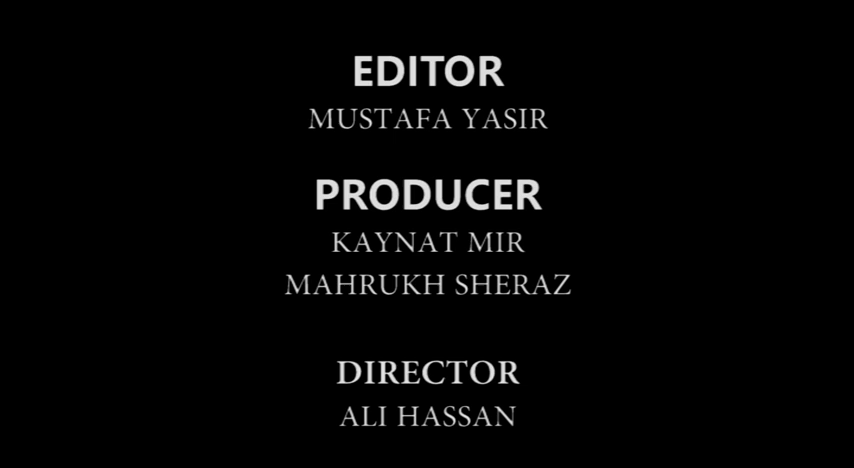 EDITOR
MUSTAFA YASIR
PRODUCER
KAYNAT MIR
MAHRUKH SHERAZ
DIRECTOR
ALI HASSAN